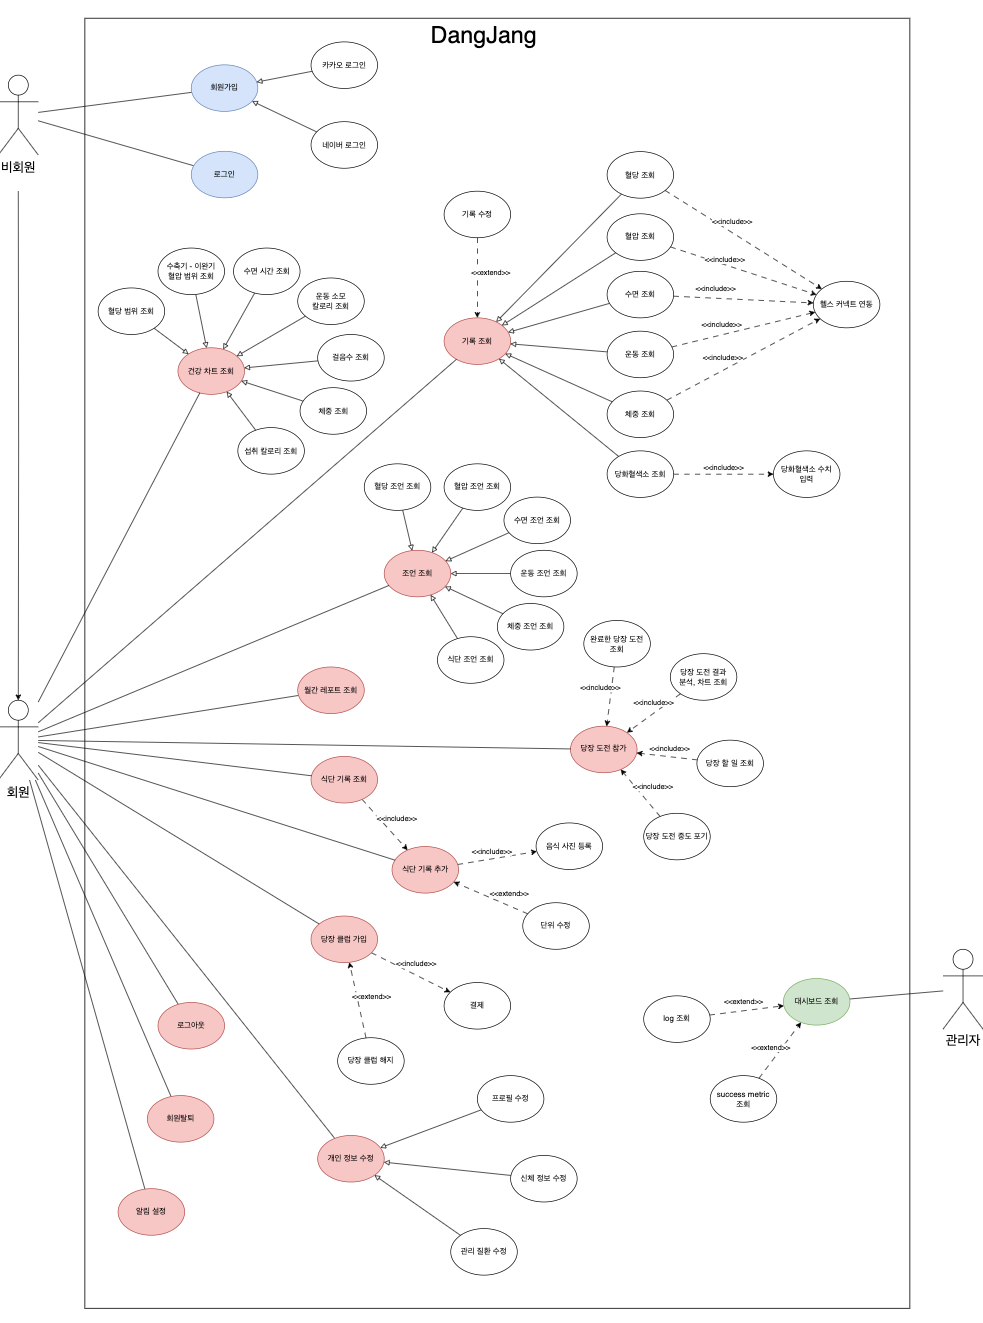 DangJang
비회원
회원가입
카카오 로그인
네이버 로그인
로그인
혈당 조회
기록 수정
<<include>>
혈압 조회
<<include>>
<<extend>>
수면 조회
<<include>>
헬스 커넥트 연동
수축기 - 이완기
혈압 범위 조회
수면 시간 조회
운동 소모
칼로리 조회
혈당 범위 조회
건강 차트 조회
걸음수 조회
체중 조회
섭취 칼로리 조회
기록 조회
<<include>>
운동 조회
<<include>>
체중 조회
당화혈색소 조회
<<include>>
당화혈색소 수치
입력
혈당 조언 조회
혈압 조언 조회
수면 조언 조회
조언 조회
운동 조언 조회
체중 조언 조회
식단 조언 조회
완료한 당장 도전
조회
<<include>>
당장 도전 결과
분석, 차트 조회
<<include>>
월간 레포트 조회
당장 도전 참가
<<include>>
당장 할 일 조회
<<include>>
당장 도전 중도 포기
회원
식단 기록 조회
<<include>>
식단 기록 추가
<<include>>
음식 사진 등록
<<extend>>
단위 수정
당장 클럽 가입
<<include>>
결제
<<extend>>
당장 클럽 해지
로그아웃
회원탈퇴
알림 설정
개인 정보 수정
프로필 수정
신체 정보 수정
관리 질환 수정
대시보드 조회
<<extend>>
log 조회
<<extend>>
success metric
조회
관리자